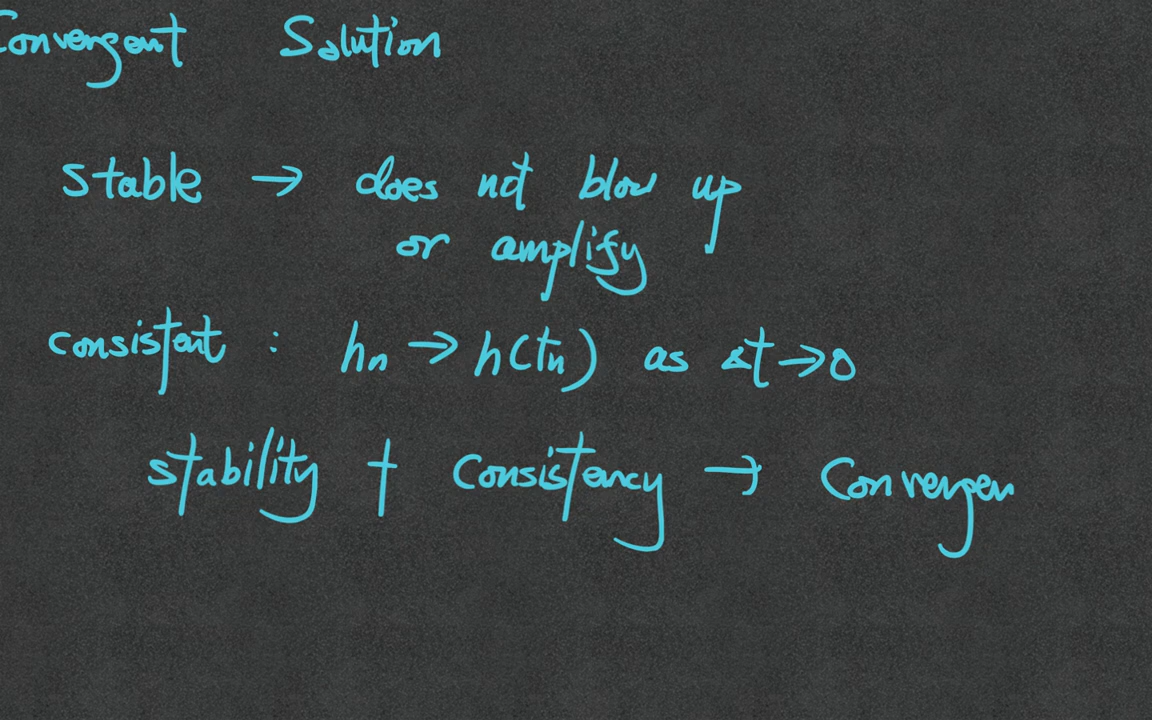 Convergent Solution
Stable → does not blow up
or amplify
consistent : hn → h(tn) as Δt → 0
stability + Consistency → Convergen